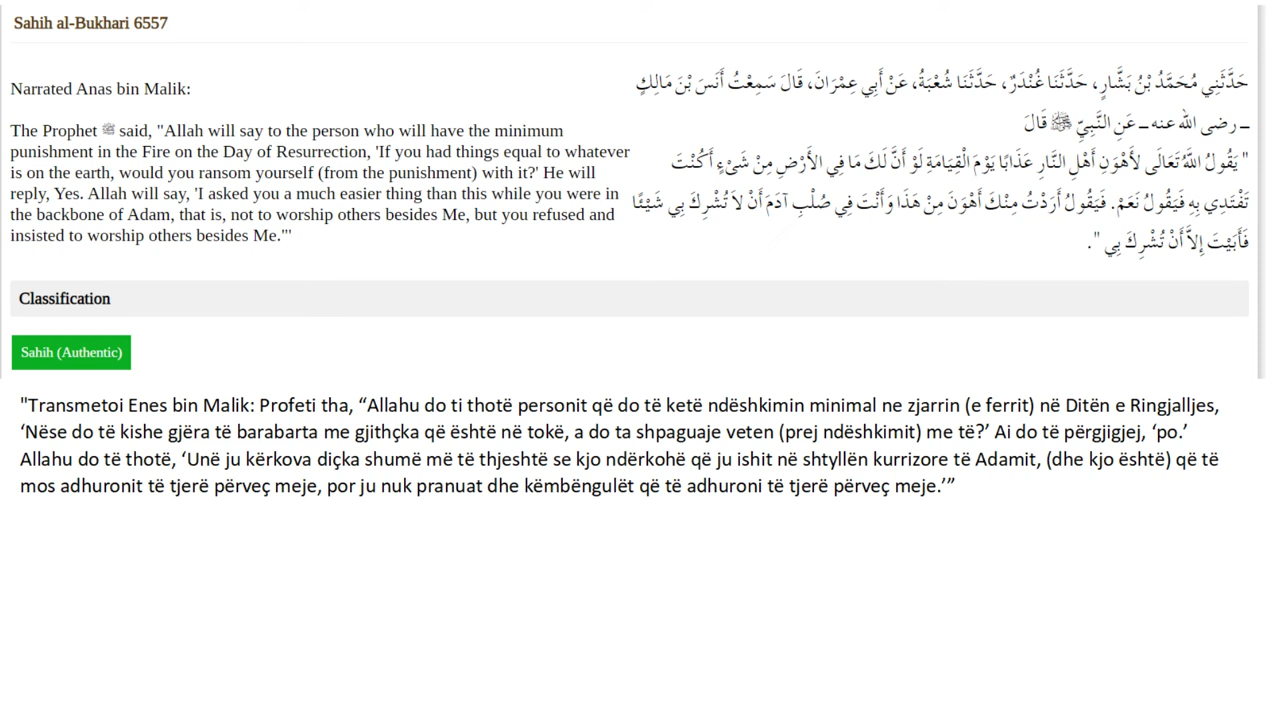 Sahih al-Bukhari 6557
Narrated Anas bin Malik:
The Prophet ﷺ said, "Allah will say to the person who will have the minimum
punishment in the Fire on the Day of Resurrection, 'If you had things equal to whatever
is on the earth, would you ransom yourself (from the punishment) with it?' He will
reply, Yes. Allah will say, 'I asked you a much easier thing than this while you were in
the backbone of Adam, that is, not to worship others besides Me, but you refused and
insisted to worship others besides Me."'
حَدَّثَنِي مُحَمَّدُ بْنُ بَشَّارٍ، حَدَّثَنَا غُنْدَرٌ، حَدَّثَنَا شُعْبَةُ، عَنْ أَبِي عِمْرَانَ، قَالَ سَمِعْتُ أَنَسَ بْنَ مَالِكٍ
ـ رضى الله عنه ـ عَنِ النَّبِيِّ ﷺ قَالَ
" يَقُولُ اللَّهُ تَعَالَى لأَهْوَنِ أَهْلِ النَّارِ عَذَابًا يَوْمَ الْقِيَامَةِ لَوْ أَنَّ لَكَ مَا فِي الأَرْضِ مِنْ شَىْءٍ أَكُنْتَ
تَفْتَدِي بِهِ فَيَقُولُ نَعَمْ. فَيَقُولُ أَرَدْتُ مِنْكَ أَهْوَنَ مِنْ هَذَا وَأَنْتَ فِي صُلْبِ آدَمَ أَنْ لاَ تُشْرِكَ بِي شَيْئًا
فَأَبَيْتَ إِلاَّ أَنْ تُشْرِكَ بِي ".
Classification
Sahih (Authentic)
"Transmetoi Enes bin Malik: Profeti tha, “Allahu do ti thotë personit që do të ketë ndëshkimin minimal ne zjarrin (e ferrit) në Ditën e Ringjalljes,
‘Nëse do të kishe gjëra të barabarta me gjithçka që është në tokë, a do ta shpaguaje veten (prej ndëshkimit) me të?’ Ai do të përgjigjej, ‘po.’
Allahu do të thotë, ‘Unë ju kërkova diçka shumë më të thjeshtë se kjo ndërkohë që ju ishit në shtyllën kurrizore të Adamit, (dhe kjo është) që të
mos adhuronit të tjerë përveç meje, por ju nuk pranuat dhe këmbëngulët që të adhuroni të tjerë përveç meje.’”